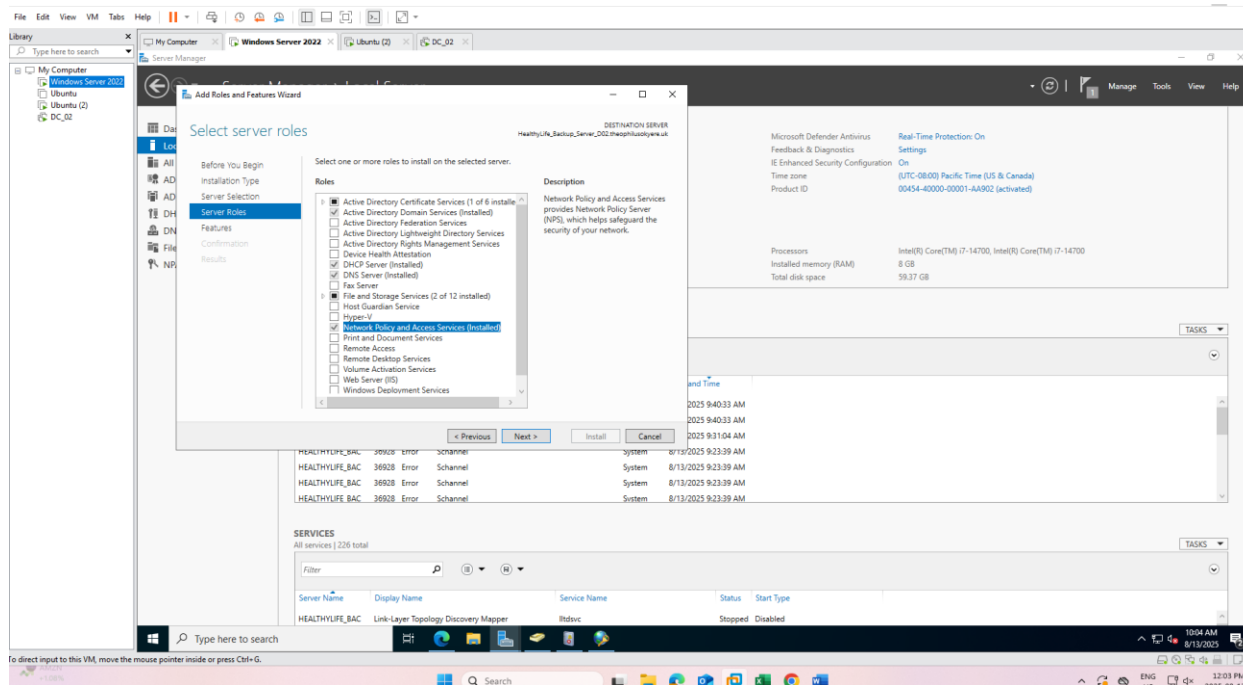 File Edit View VM Tabs Help
Library
Type here to search
My Computer
Windows Server 2022
Ubuntu
Ubuntu (2)
DC_02
My Computer
Windows Server 2022
Ubuntu (2)
DC_02
Server Manager
Manage Tools View Help
Add Roles and Features Wizard
Select server roles
DESTINATION SERVER
HealthyLife_Backup_Server_D02.theophilusokyere.uk
Before You Begin
Installation Type
Server Selection
Server Roles
Features
Confirmation
Results
Select one or more roles to install on the selected server.
Roles
Active Directory Certificate Services (1 of 6 installe
Active Directory Domain Services (Installed)
Active Directory Federation Services
Active Directory Lightweight Directory Services
Active Directory Rights Management Services
Device Health Attestation
DHCP Server (Installed)
DNS Server (Installed)
Fax Server
File and Storage Services (2 of 12 installed)
Host Guardian Service
Hyper-V
Network Policy and Access Services (Installed)
Print and Document Services
Remote Access
Remote Desktop Services
Volume Activation Services
Web Server (IIS)
Windows Deployment Services
Description
Network Policy and Access Services
provides Network Policy Server
(NPS), which helps safeguard the
security of your network.
< Previous
Next >
Install
Cancel
Das
Loc
All
AD
AD
DH
DN
File
NPA
Microsoft Defender Antivirus Real-Time Protection: On
Feedback & Diagnostics Settings
IE Enhanced Security Configuration On
Time zone (UTC-08:00) Pacific Time (US & Canada)
Product ID 00454-40000-00001-AA902 (activated)
Processors Intel(R) Core(TM) i7-14700, Intel(R) Core(TM) i7-14700
Installed memory (RAM) 8 GB
Total disk space 59.37 GB
TASKS
and Time
2025 9:40:33 AM
2025 9:40:33 AM
2025 9:31:04 AM
HEALTHYLIFE_BAC 36928 Error Schannel System 8/13/2025 9:23:39 AM
HEALTHYLIFE_BAC 36928 Error Schannel System 8/13/2025 9:23:39 AM
HEALTHYLIFE_BAC 36928 Error Schannel System 8/13/2025 9:23:39 AM
HEALTHYLIFE_BAC 36928 Error Schannel System 8/13/2025 9:23:39 AM
SERVICES
All services | 226 total
TASKS
Filter
Server Name Display Name Service Name Status Start Type
HEALTHYLIFE_BAC Link-Layer Topology Discovery Mapper lltdsvc Stopped Disabled
Type here to search
10:04 AM
8/13/2025
To direct input to this VM, move the mouse pointer inside or press Ctrl+G.
Search
ENG
12:03 PM